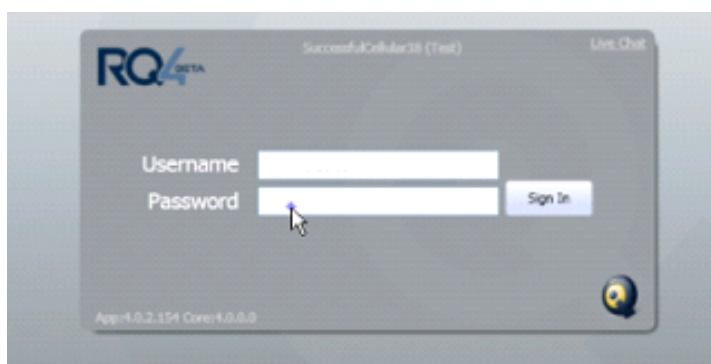 RQ4 BETA
SuccessfulCellular38 (Test)
Live Chat
Username
Password
Sign In
App:4.0.2.154 Core:4.0.0.0